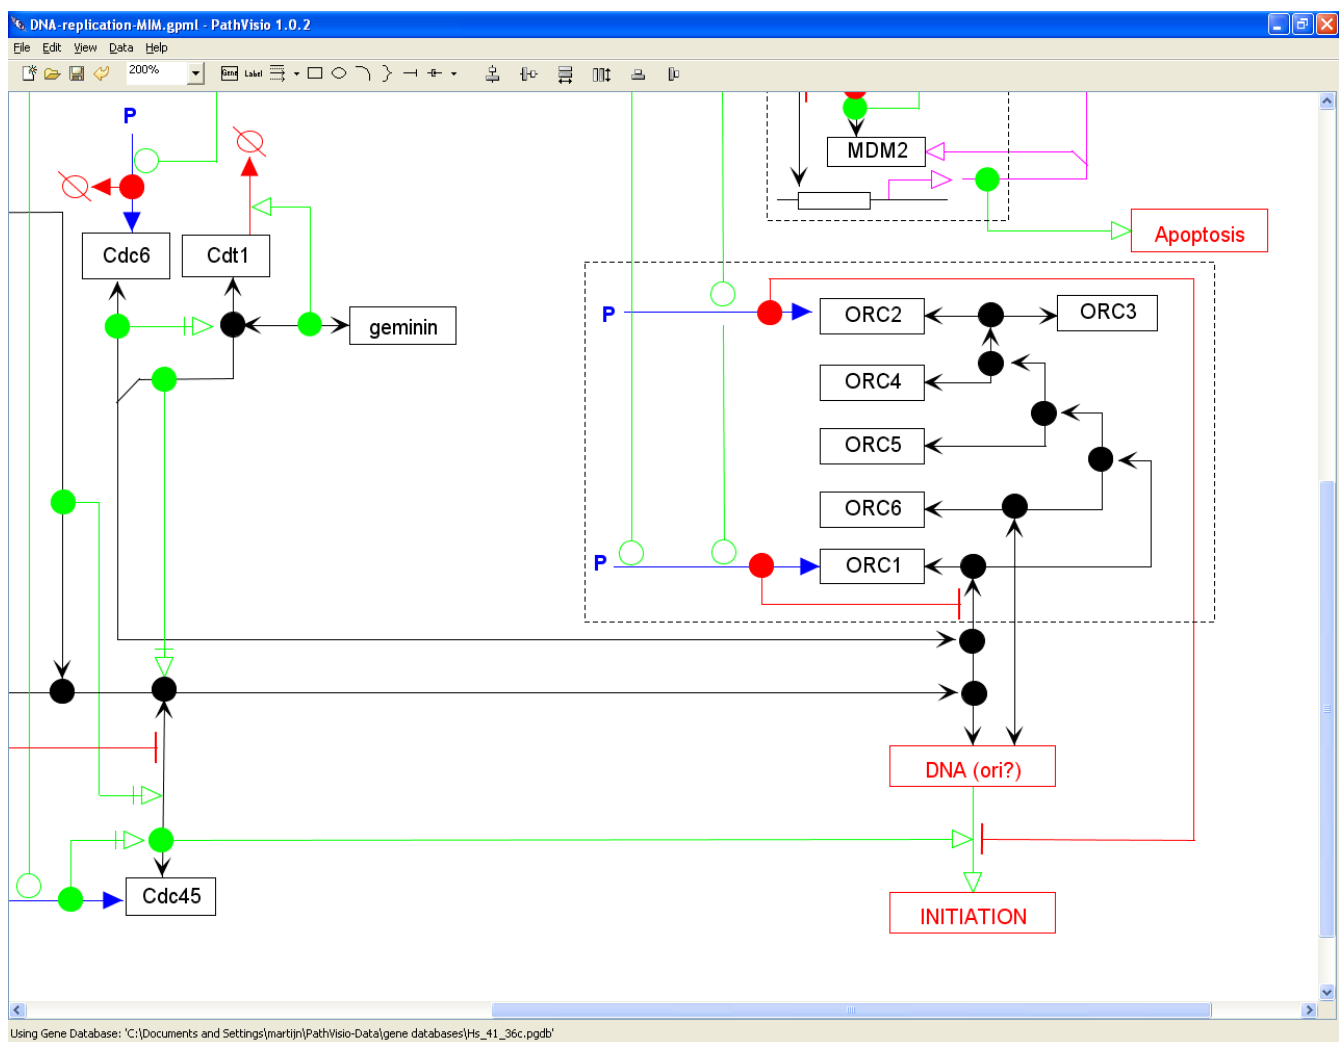 DNA-replication-MIM.gpml - PathVisio 1.0.2
File Edit View Data Help
200% Gene Label
P
MDM2
Apoptosis
Cdc6 Cdt1
geminin
P ORC2 ORC3
ORC4
ORC5
ORC6
P ORC1
DNA (ori?)
Cdc45
INITIATION
Using Gene Database: 'C:\Documents and Settings\martijn\PathVisio-Data\gene databases\Hs_41_36c.pgdb'